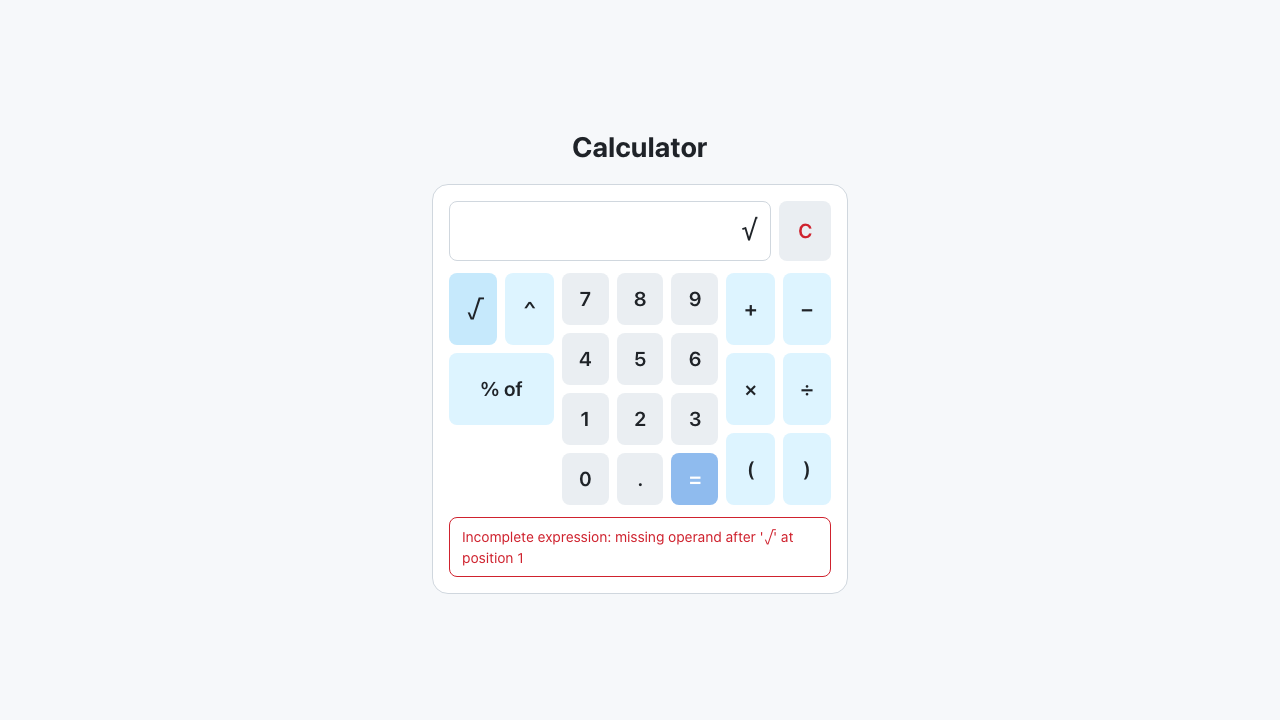 Calculator
√ C
√ ^ 7 8 9 + −
4 5 6
% of × ÷
1 2 3
( )
0 . =
Incomplete expression: missing operand after '√' at
position 1